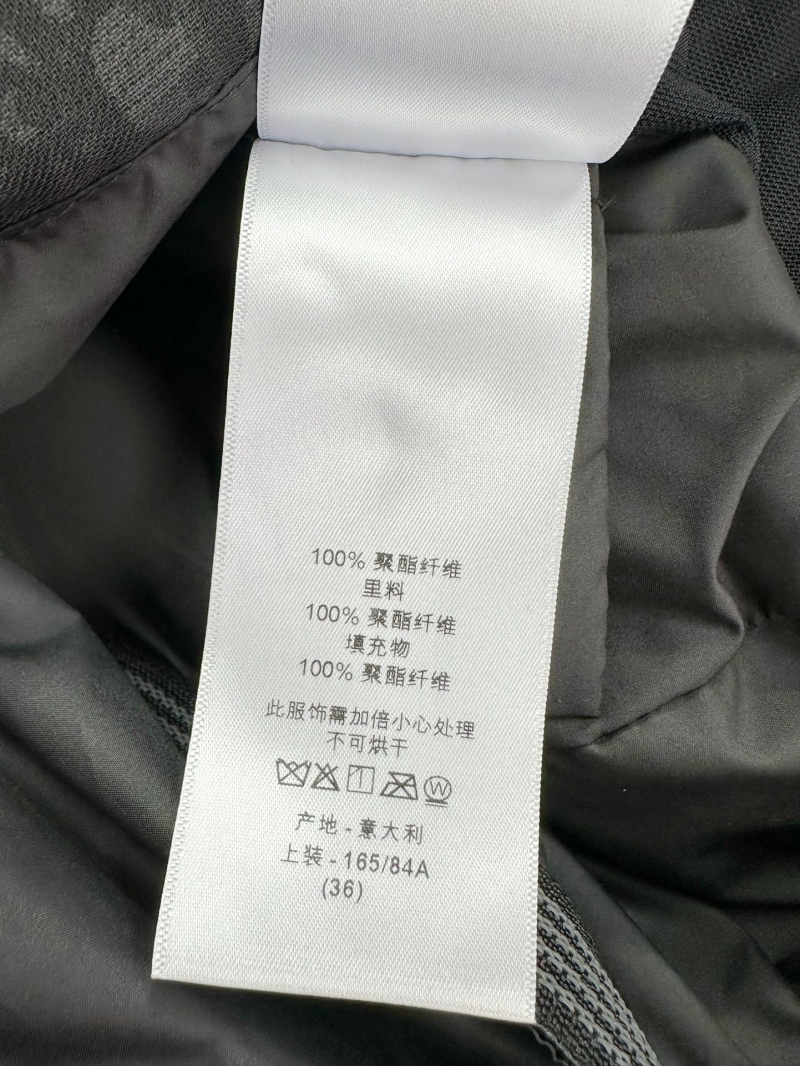 100% 聚酯纤维
里料
100% 聚酯纤维
填充物
100% 聚酯纤维
此服饰需加倍小心处理
不可烘干
W
产地 - 意大利
上装 - 165/84A
(36)